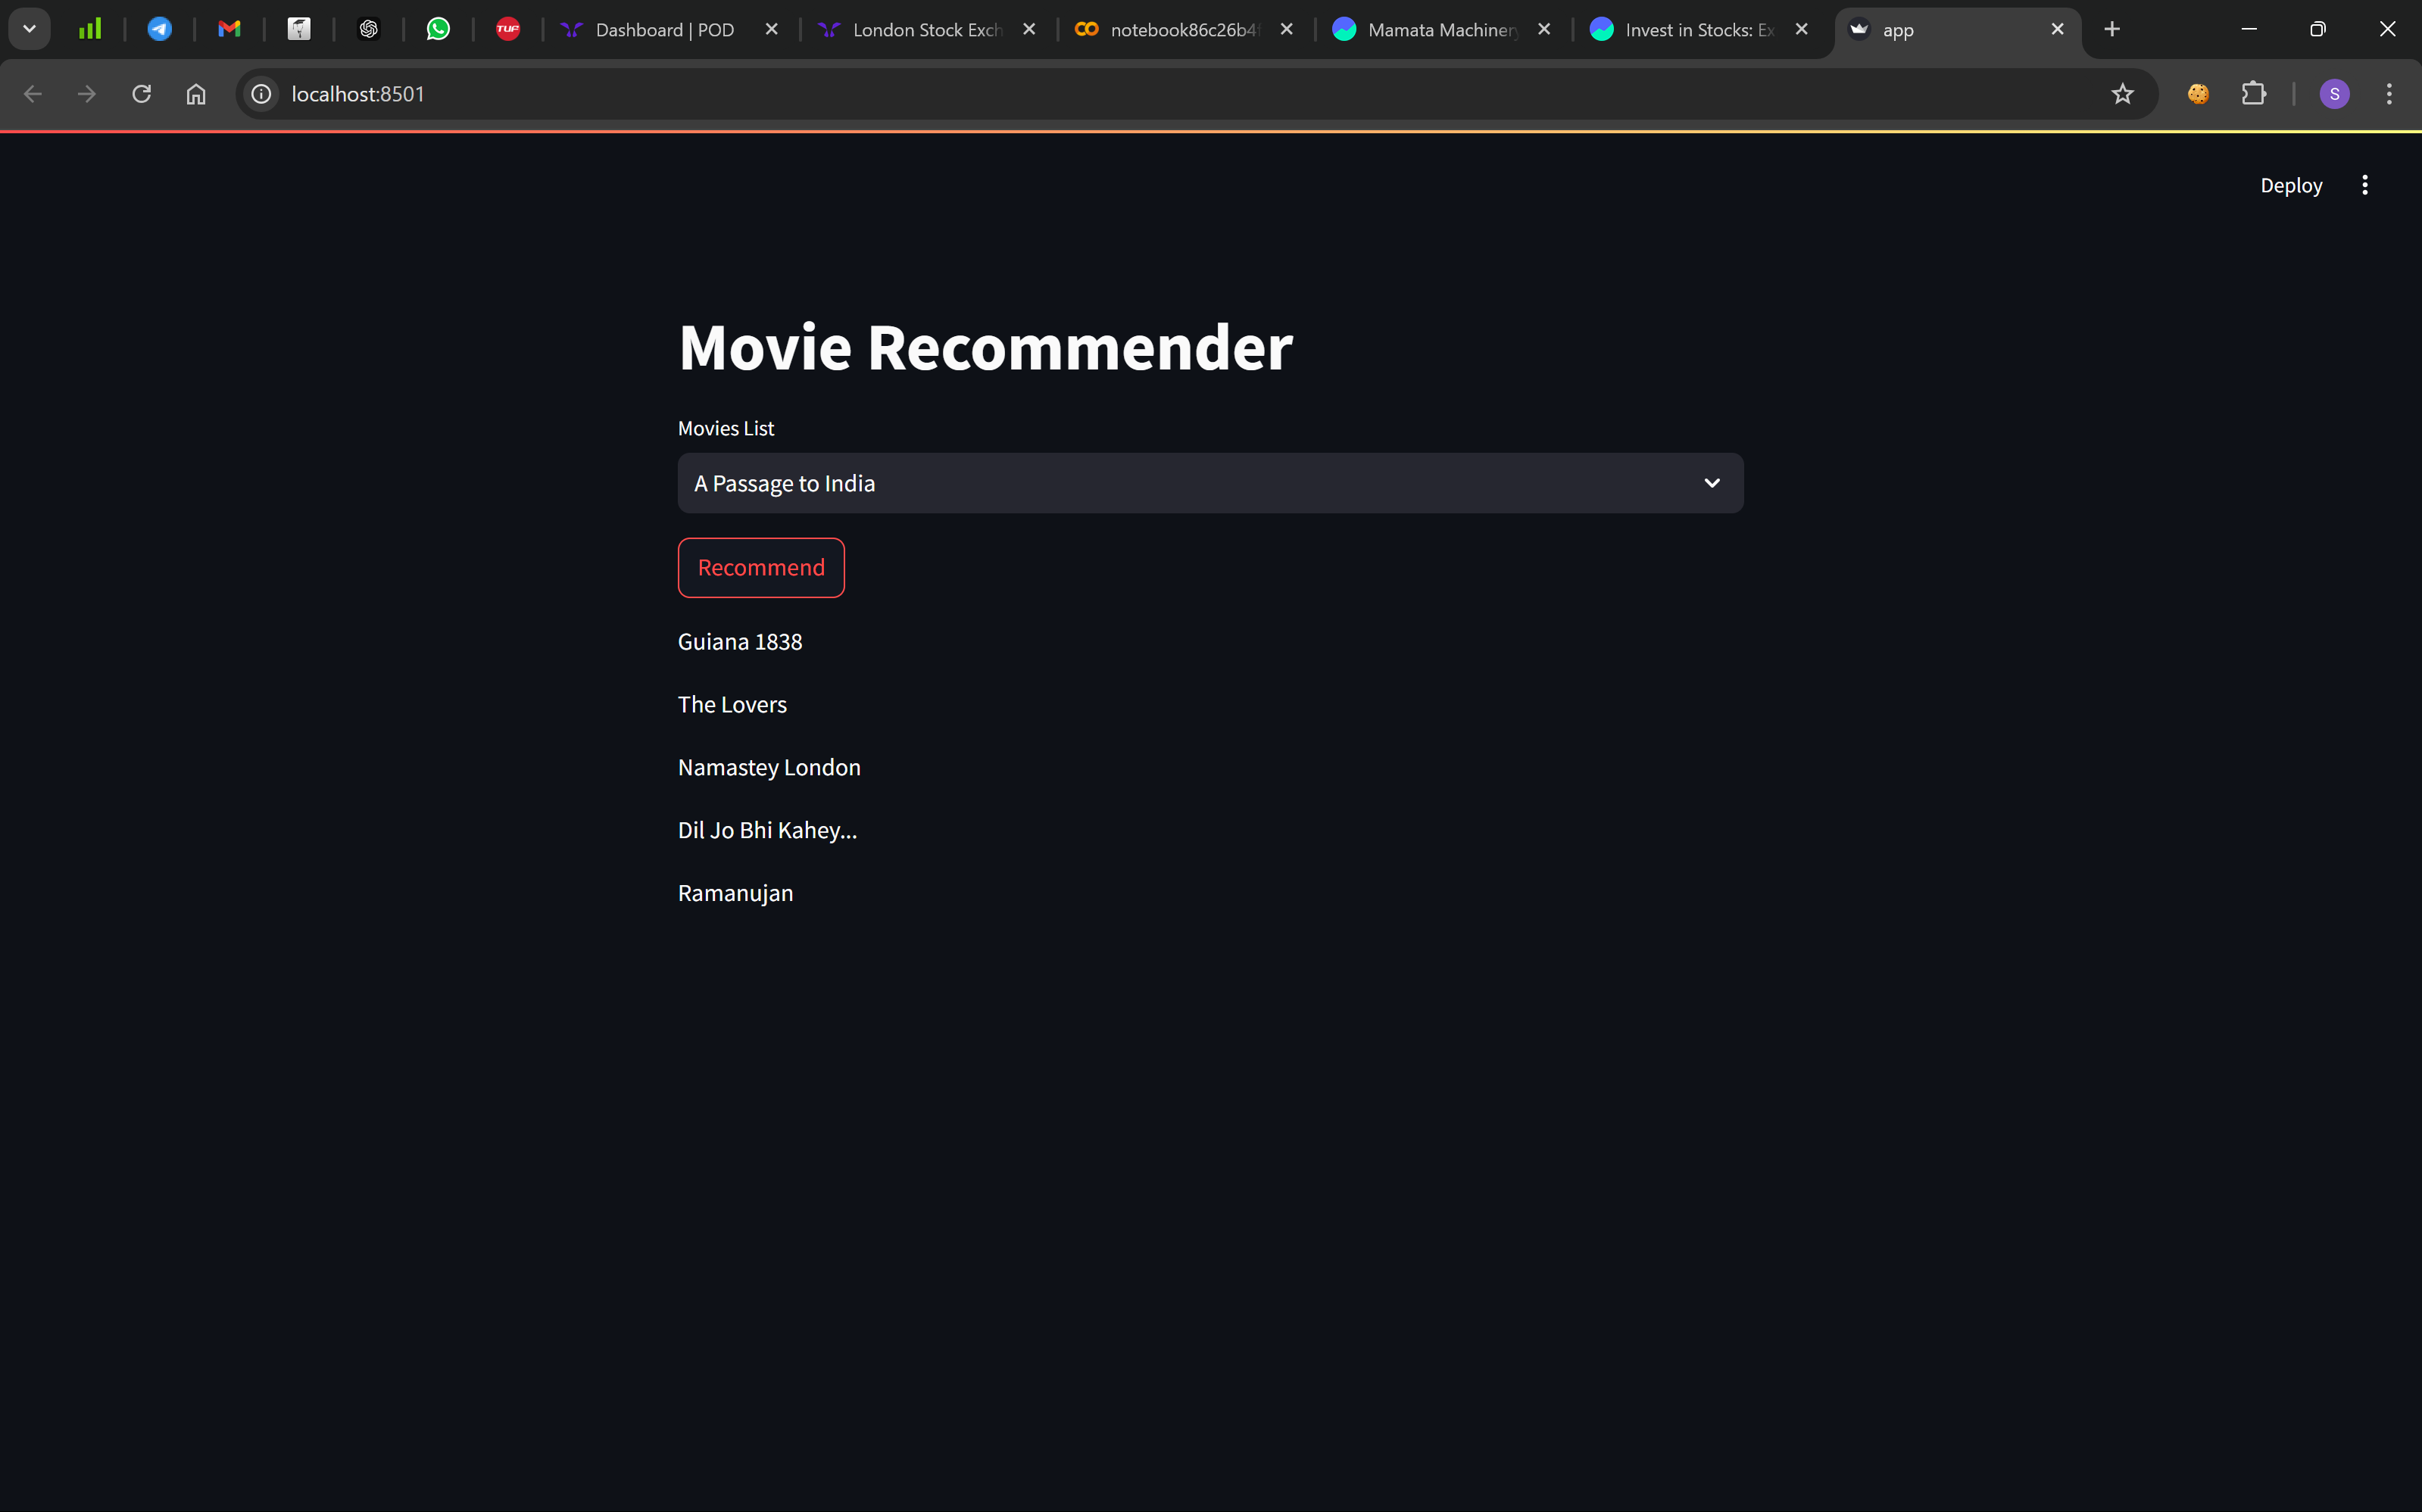 TUF
Dashboard | POD
London Stock Exch
notebook86c26b4
Mamata Machiner
Invest in Stocks: Ex
app
localhost:8501
S
Deploy
Movie Recommender
Movies List
A Passage to India
Recommend
Guiana 1838
The Lovers
Namastey London
Dil Jo Bhi Kahey...
Ramanujan